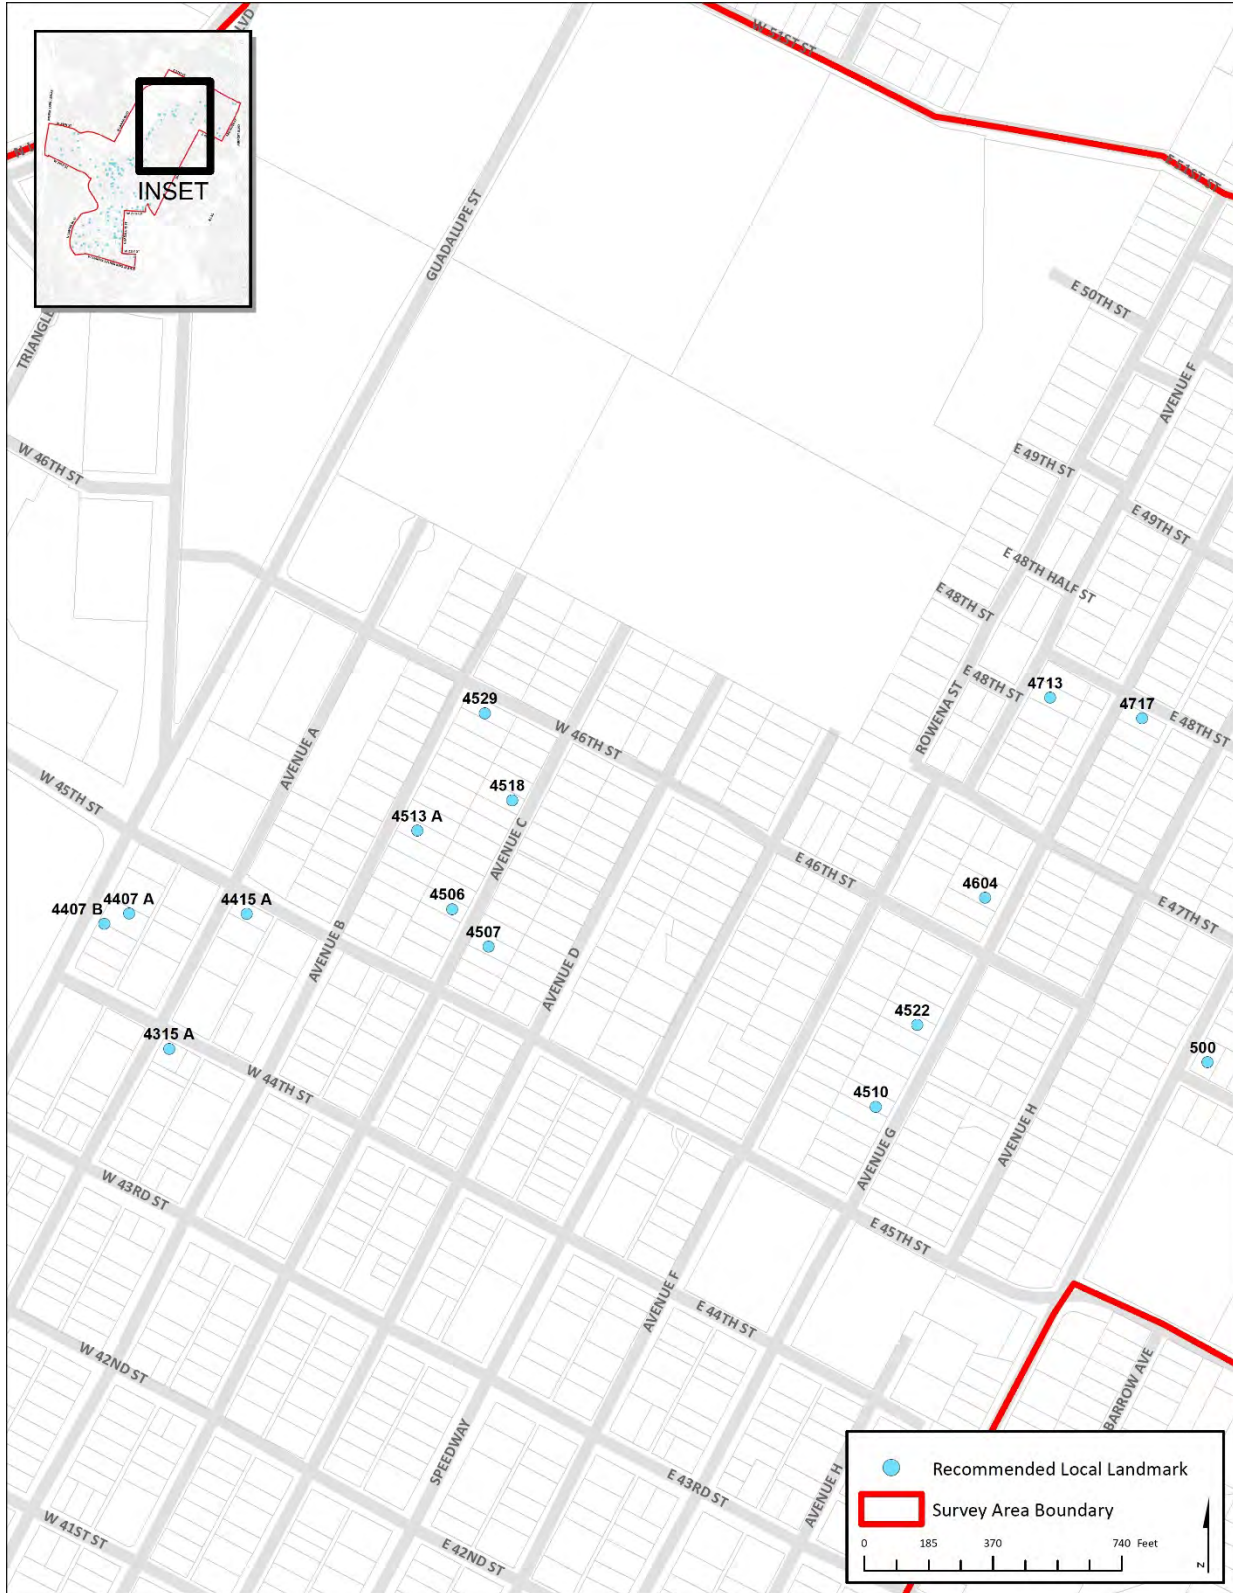 LVD
W 51ST ST
E 51ST ST
INSET
GUADALUPE ST
E 50TH ST
TRIANGLE
AVENUE F
W 46TH ST
E 49TH ST
E 49TH ST
E 48TH HALF ST
E 48TH ST
E 48TH ST
4713
4717
4529
ROWENA ST
E 48TH ST
W 46TH ST
AVENUE A
W 45TH ST
4518
4513 A
AVENUE C
E 46TH ST
4604
4407 A
4407 B
4415 A
4506
E 47TH ST
4507
AVENUE B
AVENUE D
4522
4315 A
500
W 44TH ST
4510
AVENUE H
AVENUE G
W 43RD ST
E 45TH ST
AVENUE F
E 44TH ST
W 42ND ST
BARROW AVE
SPEEDWAY
E 43RD ST
AVENUE H
W 41ST ST
E 42ND ST
Recommended Local Landmark
Survey Area Boundary
0 185 370 740 Feet
N